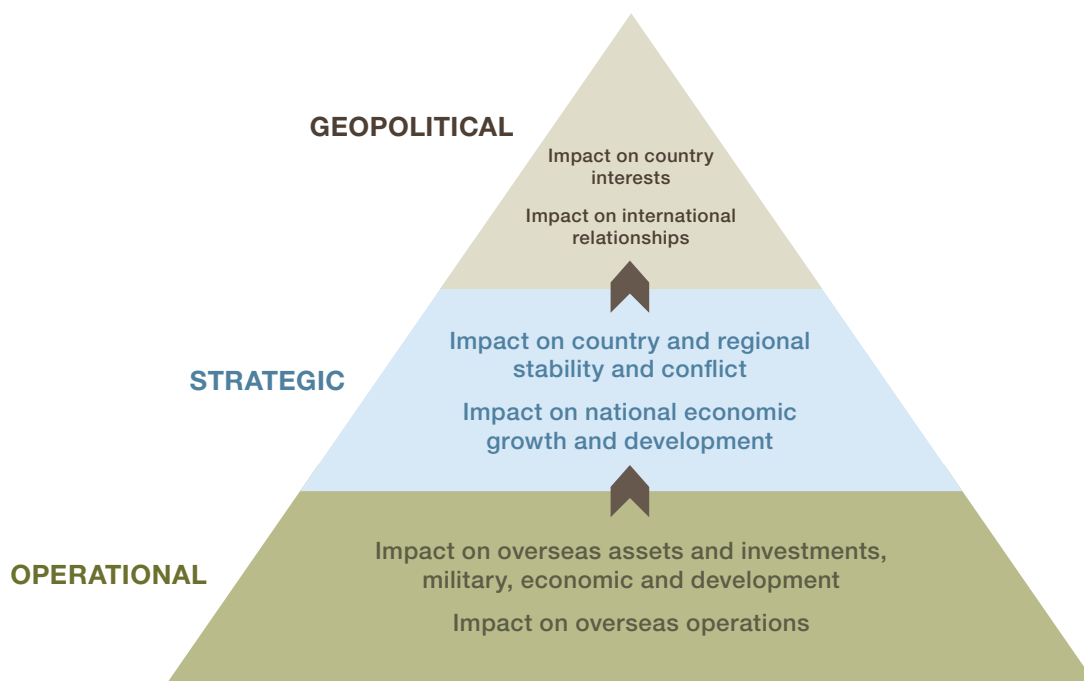 GEOPOLITICAL
Impact on country
interests
Impact on international
relationships
STRATEGIC
Impact on country and regional
stability and conflict
Impact on national economic
growth and development
OPERATIONAL
Impact on overseas assets and investments,
military, economic and development
Impact on overseas operations